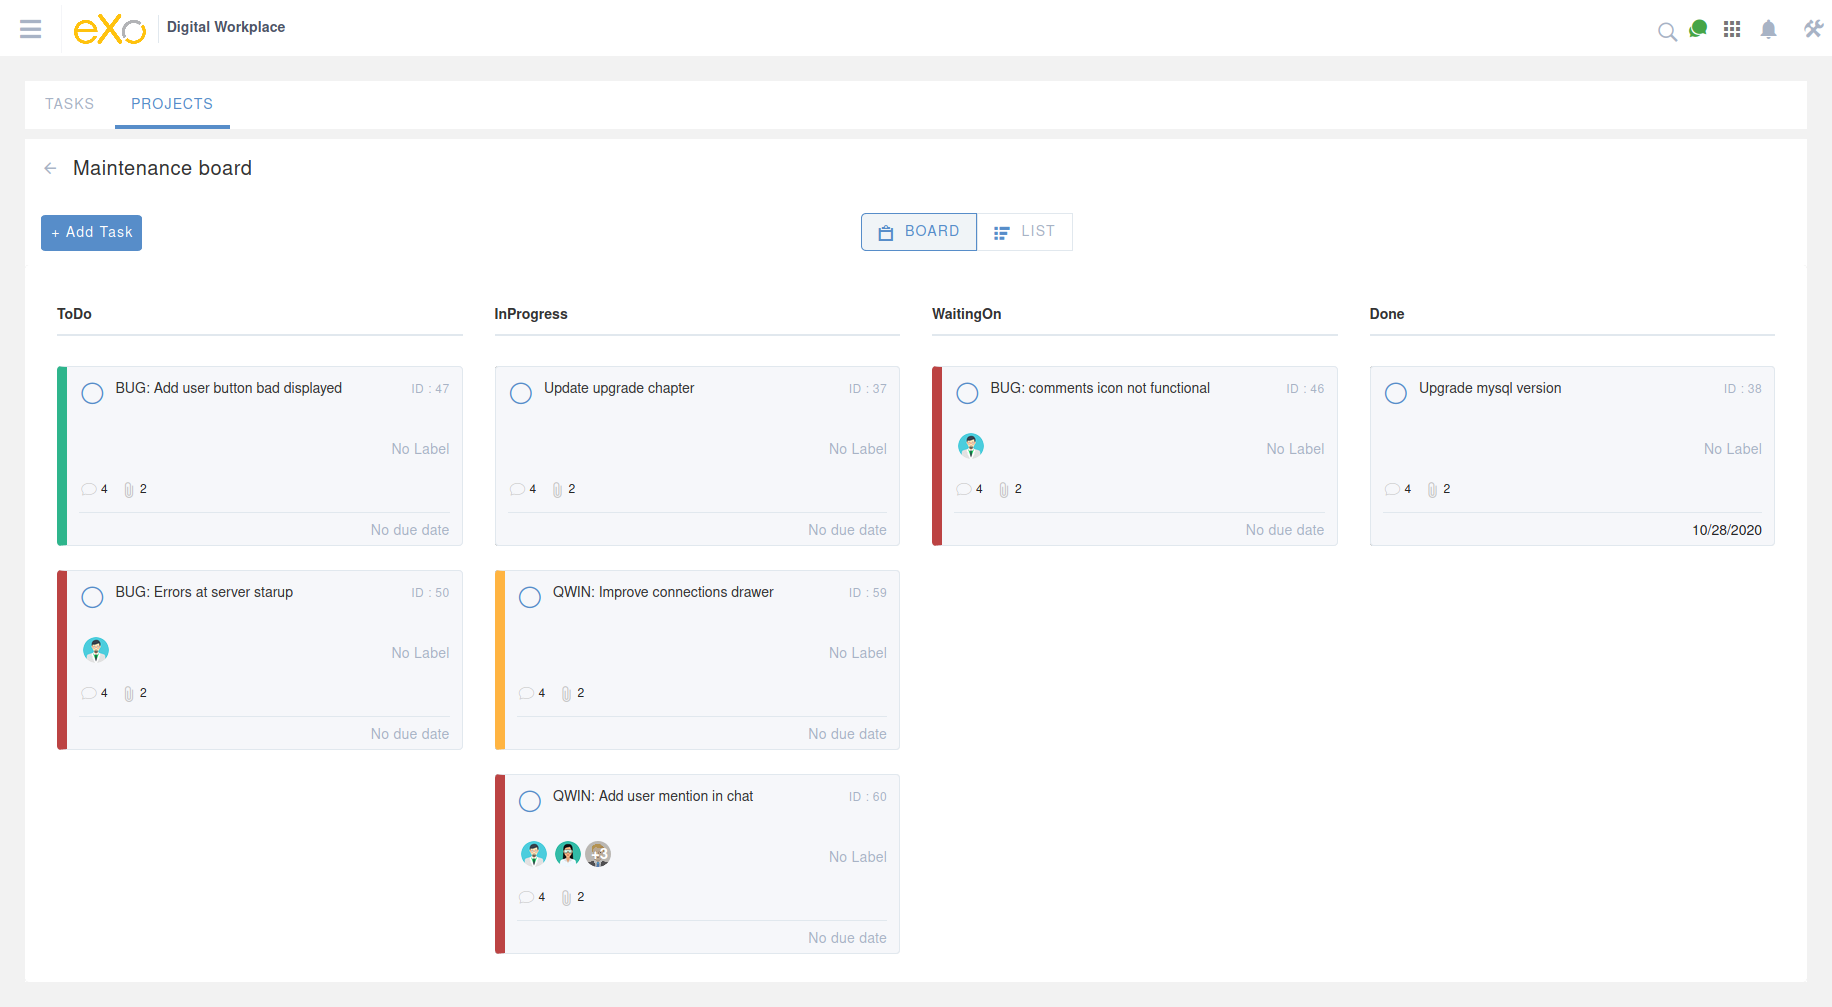 eXo Digital Workplace
TASKS PROJECTS
Maintenance board
+ Add Task
BOARD LIST
ToDo
BUG: Add user button bad displayed ID : 47
No Label
4 2
No due date
BUG: Errors at server starup ID : 50
No Label
4 2
No due date
InProgress
Update upgrade chapter ID : 37
No Label
4 2
No due date
QWIN: Improve connections drawer ID : 59
No Label
4 2
No due date
QWIN: Add user mention in chat ID : 60
+3 No Label
4 2
No due date
WaitingOn
BUG: comments icon not functional ID : 46
No Label
4 2
No due date
Done
Upgrade mysql version ID : 38
No Label
4 2
10/28/2020